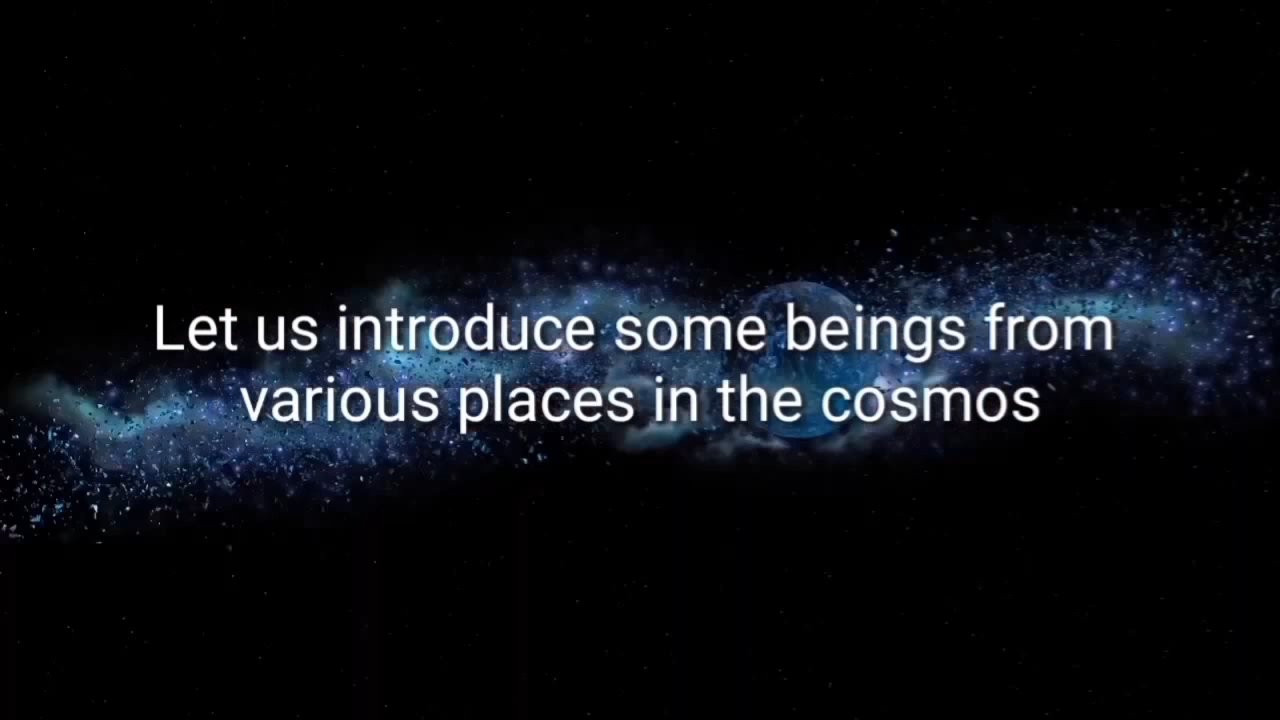 Let us introduce some beings from
various places in the cosmos